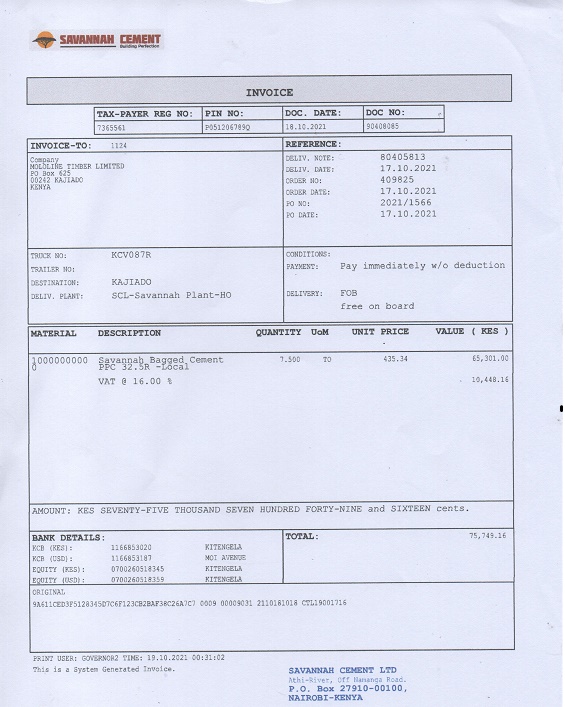 SAVANNAH CEMENT
Building Perfection
INVOICE
TAX-PAYER REG NO: PIN NO: DOC. DATE: DOC NO:
7365561 P051206789Q 18.10.2021 90408085
INVOICE-TO: 1124 REFERENCE:
Company
MOLOLINE TIMBER LIMITED
PO Box 625
00242 KAJIADO
KENYA
DELIV. NOTE: 80405813
DELIV. DATE: 17.10.2021
ORDER NO: 409825
ORDER DATE: 17.10.2021
PO NO: 2021/1566
PO DATE: 17.10.2021
TRUCK NO: KCV087R
TRAILER NO:
DESTINATION: KAJIADO
DELIV. PLANT: SCL-Savannah Plant-HO
CONDITIONS:
PAYMENT: Pay immediately w/o deduction
DELIVERY: FOB
free on board
MATERIAL DESCRIPTION QUANTITY UoM UNIT PRICE VALUE ( KES )
1000000000 Savannah Bagged Cement 7.500 TO 435.34 65,301.00
0 PPC 32.5R -Local
VAT @ 16.00 % 10,448.16
AMOUNT: KES SEVENTY-FIVE THOUSAND SEVEN HUNDRED FORTY-NINE and SIXTEEN cents.
BANK DETAILS: TOTAL: 75,749.16
KCB (KES): 1166853020 KITENGELA
KCB (USD): 1166853187 MOI AVENUE
EQUITY (KES) 0700260518345 KITENGELA
EQUITY (USD) 0700260518359 KITENGELA
ORIGINAL
9A611CED3F5128345D7C6F123CB2BAF38C26A7C7 0009 00009031 2110181018 CTL19001716
PRINT USER: GOVERNOR2 TIME: 19.10.2021 00:31:02
This is a System Generated Invoice.
SAVANNAH CEMENT LTD
Athi-River, Off Namanga Road.
P.O. Box 27910-00100,
NAIROBI-KENYA